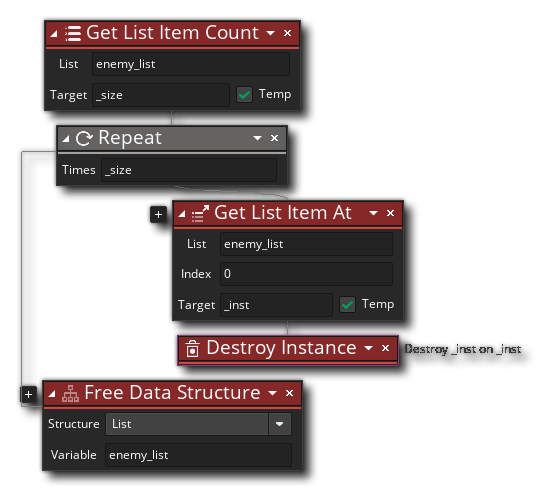 Get List Item Count
List enemy_list
Target _size Temp
Repeat
Times _size
Get List Item At
List enemy_list
Index 0
Target _inst Temp
Destroy Instance Destroy _inst on _inst
Free Data Structure
Structure List
Variable enemy_list